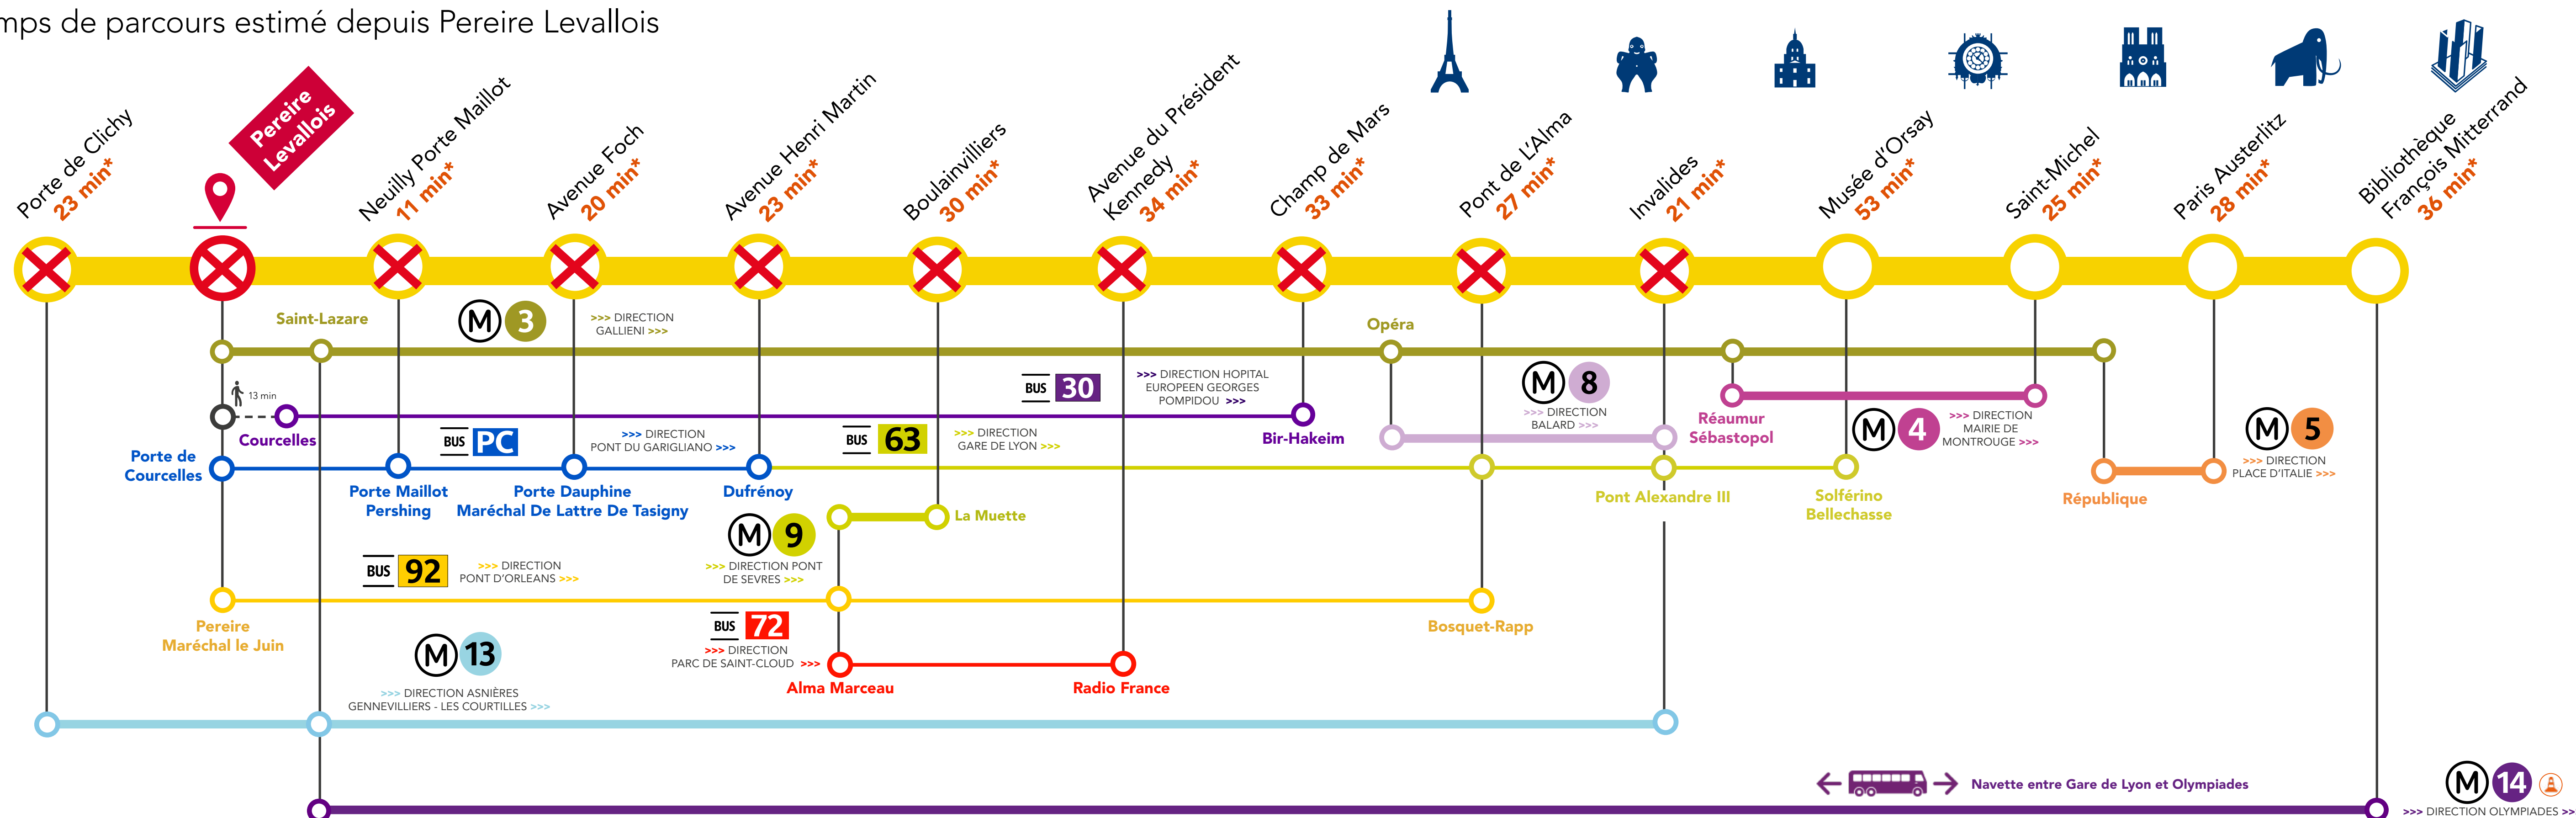 mps de parcours estimé depuis Pereire Levallois
Porte de Clichy
23 min*
Pereire
Levallois
Neuilly Porte Maillot
11 min*
Avenue Foch
20 min*
Avenue Henri Martin
23 min*
Boulainvilliers
30 min*
Avenue du Président
Kennedy
34 min*
Champ de Mars
33 min*
Pont de L'Alma
27 min*
Invalides
21 min*
Musée d'Orsay
53 min*
Saint-Michel
25 min*
Paris Austerlitz
28 min*
Bibliothèque
François Mitterrand
36 min*
Saint-Lazare
M 3
>>> DIRECTION
GALLIENI >>>
Opéra
13 min
Courcelles
BUS 30
>>> DIRECTION HOPITAL
EUROPEEN GEORGES
POMPIDOU >>>
Bir-Hakeim
M 8
>>> DIRECTION
BALARD >>>
Réaumur
Sébastopol
M 4
>>> DIRECTION
MAIRIE DE
MONTROUGE >>>
M 5
>>> DIRECTION
PLACE D'ITALIE >>>
République
Porte de
Courcelles
BUS PC
>>> DIRECTION
PONT DU GARIGLIANO >>>
BUS 63
>>> DIRECTION
GARE DE LYON >>>
Porte Maillot
Pershing
Porte Dauphine
Maréchal De Lattre De Tasigny
Dufrénoy
Pont Alexandre III
Solférino
Bellechasse
La Muette
M 9
>>> DIRECTION PONT
DE SEVRES >>>
BUS 92
>>> DIRECTION
PONT D'ORLEANS >>>
Pereire
Maréchal le Juin
Bosquet-Rapp
BUS 72
>>> DIRECTION
PARC DE SAINT-CLOUD >>>
Alma Marceau
Radio France
M 13
>>> DIRECTION ASNIÈRES
GENNEVILLIERS - LES COURTILLES >>>
Navette entre Gare de Lyon et Olympiades
M 14
>>> DIRECTION OLYMPIADES >>